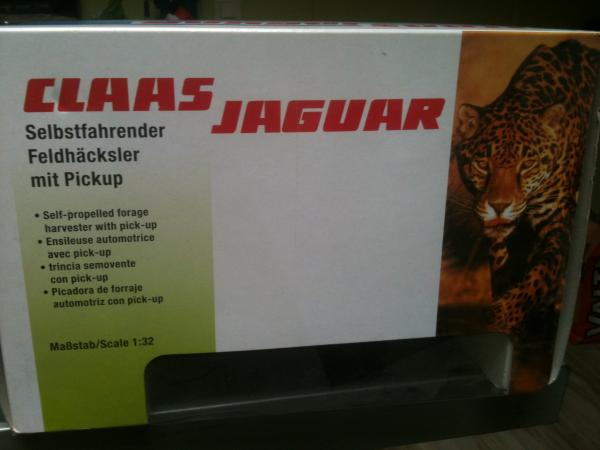 CLAAS
JAGUAR
Selbstfahrender
Feldhäcksler
mit Pickup
• Self-propelled forage
harvester with pick-up
• Ensileuse automotrice
avec pick-up
• trincia semovente
con pick-up
• Picadora de forraje
automotriz con pick-up
Maßstab/Scale 1:32